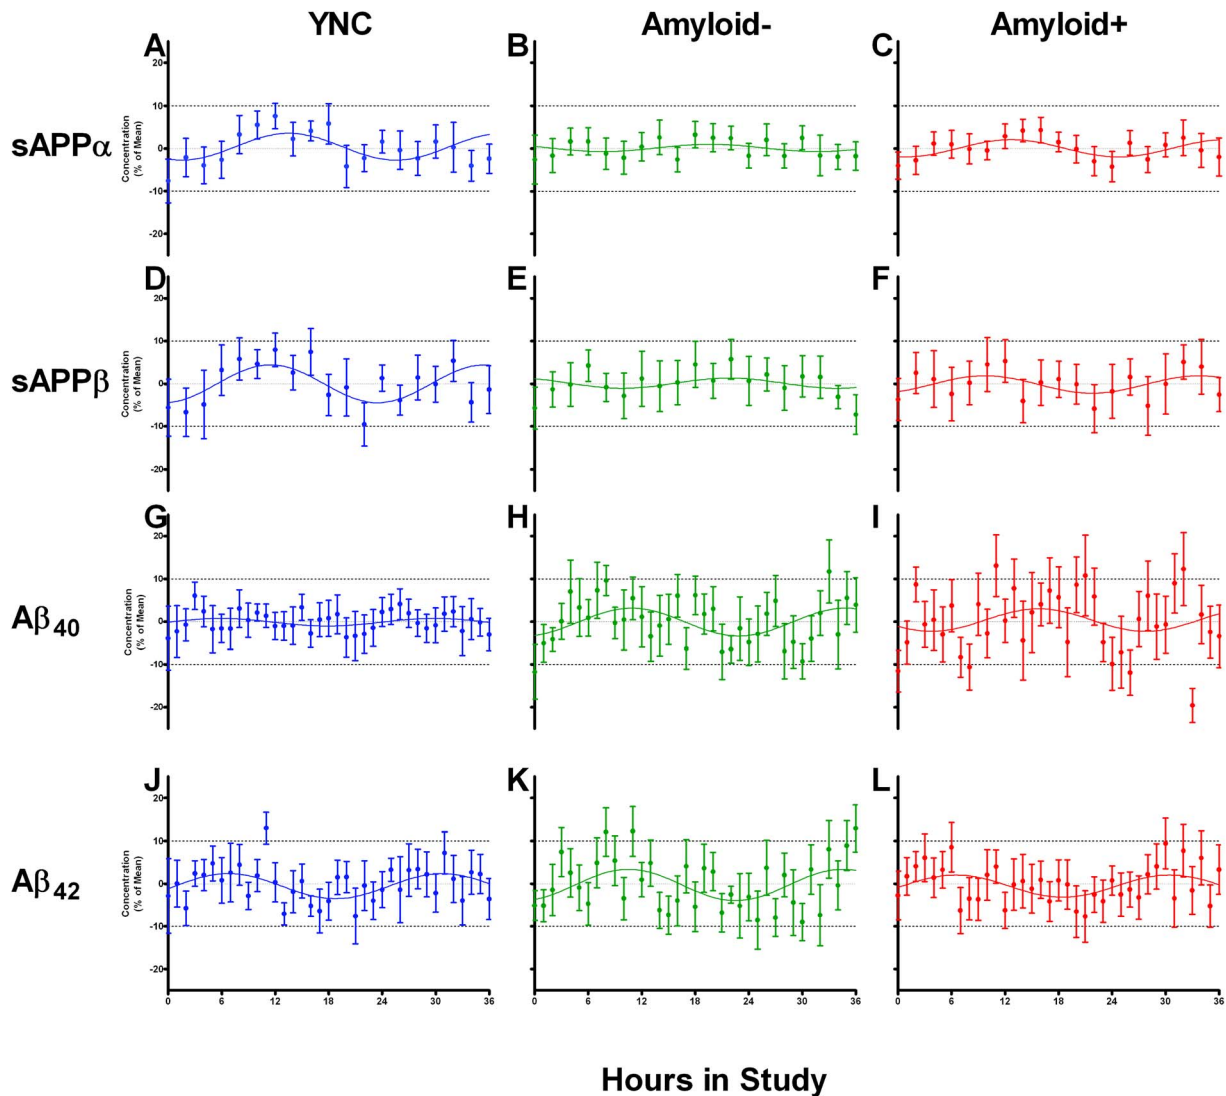 YNC Amyloid- Amyloid+
A B C
sAPPα
Concentration
(% of Mean)
20
10
0
-10
-20
D E F
sAPPβ
Concentration
(% of Mean)
20
10
0
-10
-20
G H I
Aβ40
Concentration
(% of Mean)
20
10
0
-10
-20
J K L
Aβ42
Concentration
(% of Mean)
20
10
0
-10
-20
0 6 12 18 24 30 36 0 6 12 18 24 30 36 0 6 12 18 24 30 36
Hours in Study